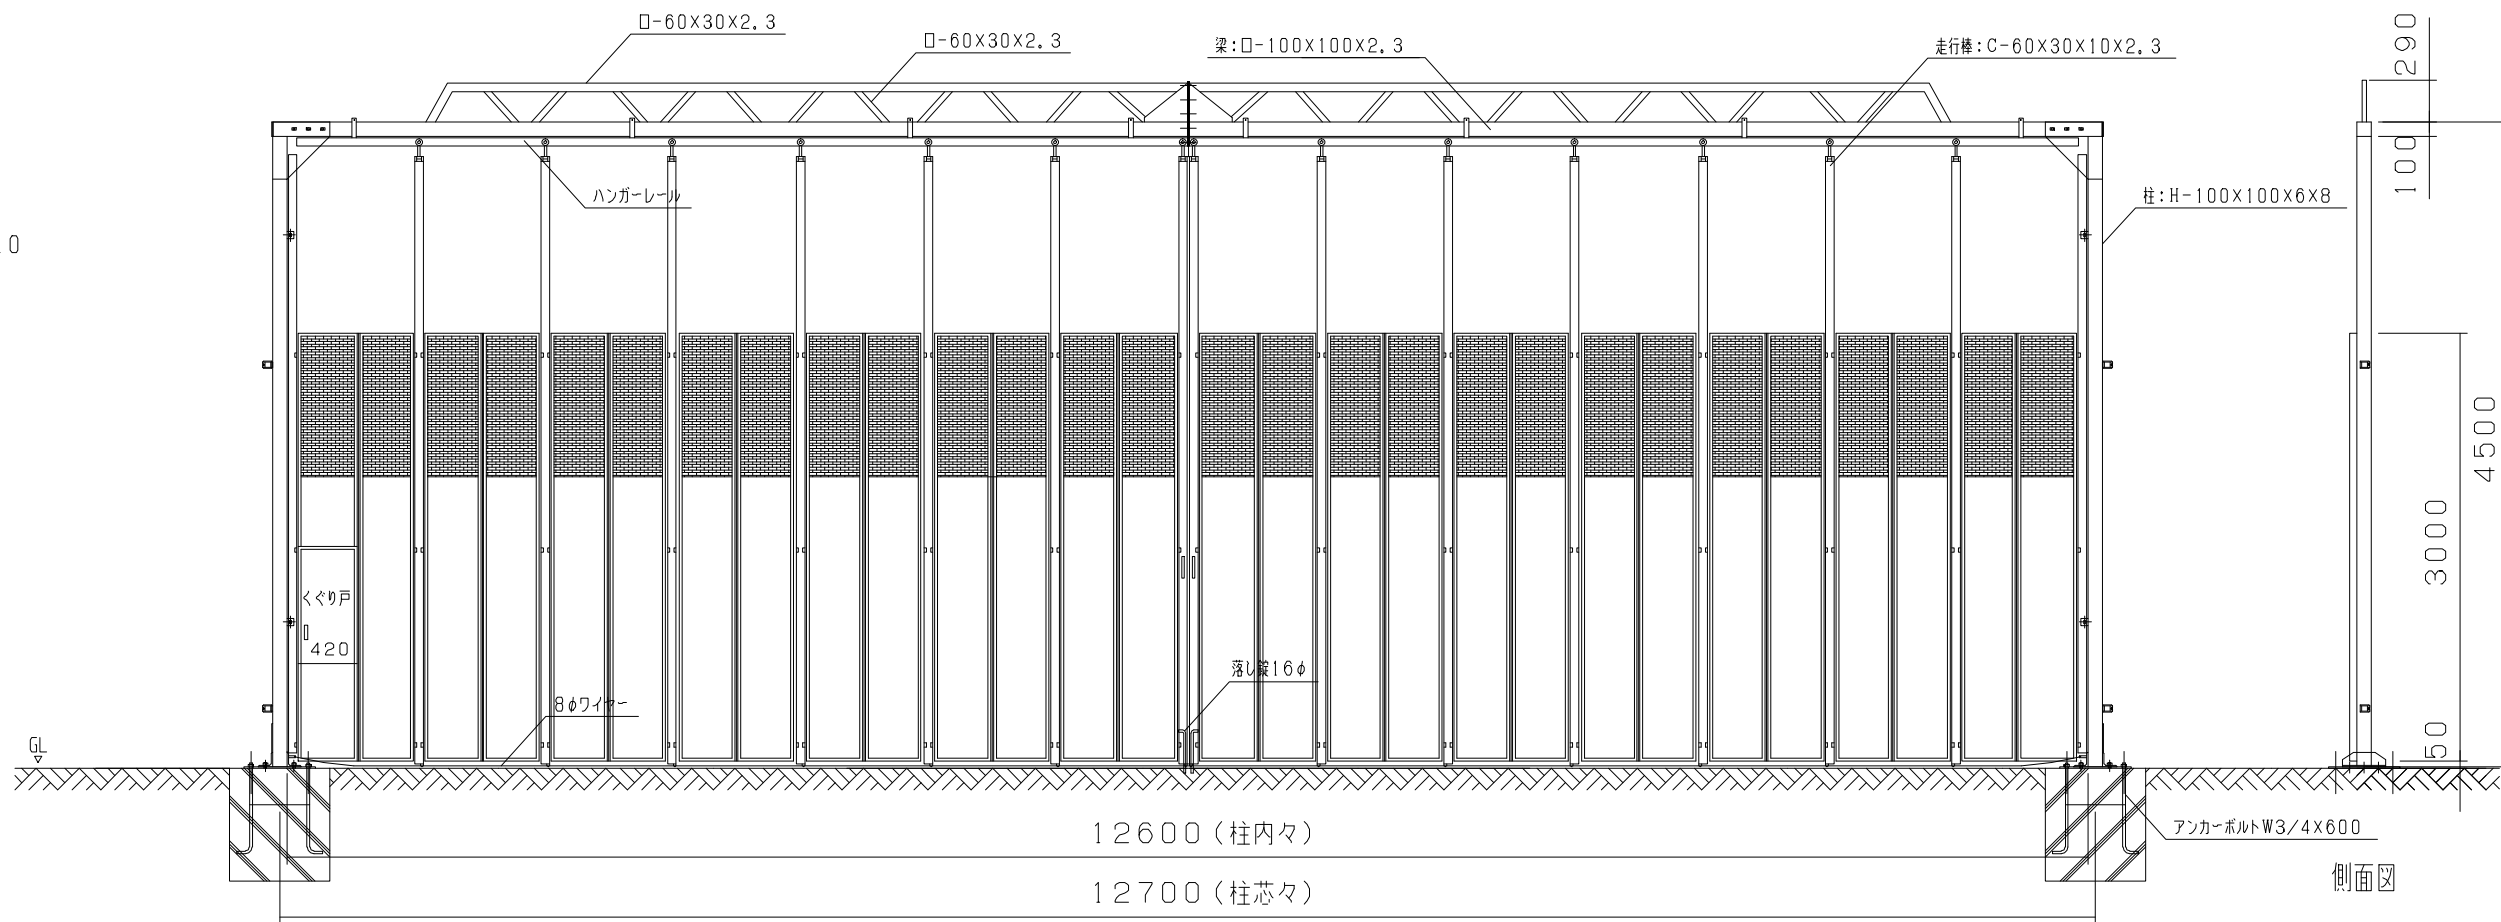 ロ-60X30X2.3
ロ-60X30X2.3
梁:ロ-100X100X2.3
走行棒:C-60X30X10X2.3
290
100
ハンガーレール
柱:H-100X100X6X8
0
4500
3000
くぐり戸
420
落し錠16φ
8φワイヤー
GL
50
12600(柱内々)
アンカーボルトW3/4X600
側面図
12700(柱芯々)